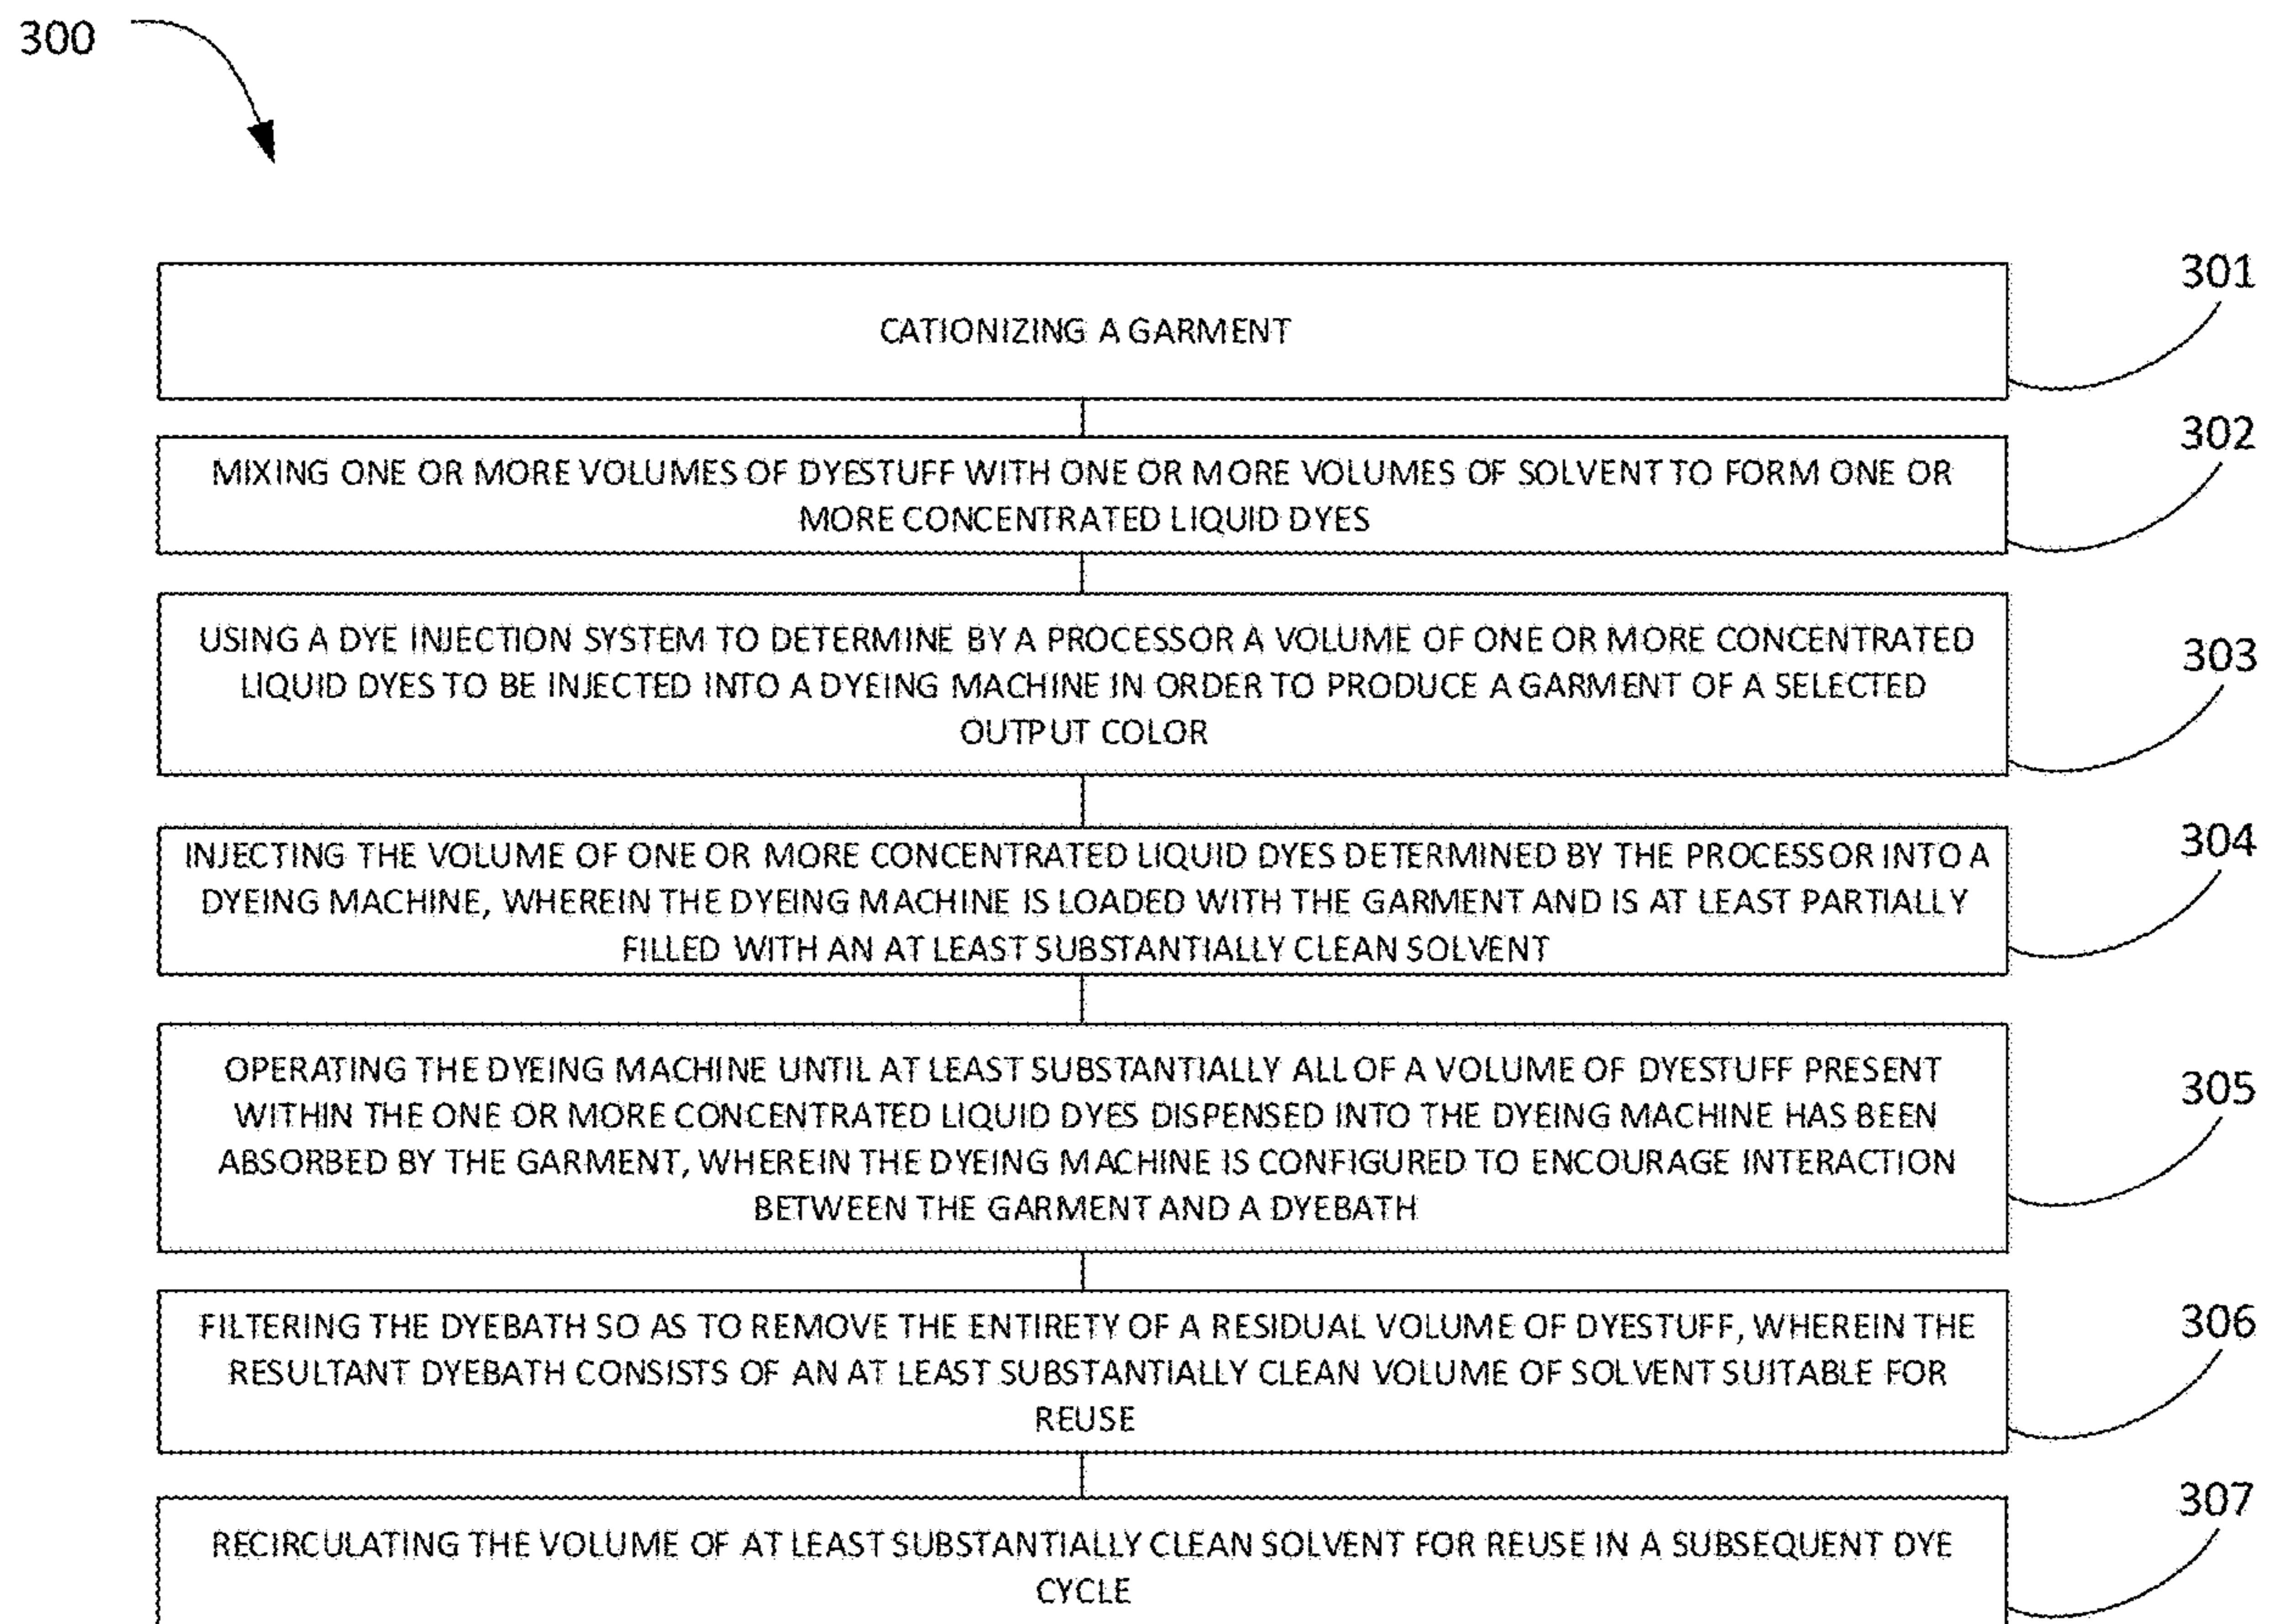 300
301
CATIONIZING A GARMENT
302
MIXING ONE OR MORE VOLUMES OF DYESTUFF WITH ONE OR MORE VOLUMES OF SOLVENT TO FORM ONE OR
MORE CONCENTRATED LIQUID DYES
303
USING A DYE INJECTION SYSTEM TO DETERMINE BY A PROCESSOR A VOLUME OF ONE OR MORE CONCENTRATED
LIQUID DYES TO BE INJECTED INTO A DYEING MACHINE IN ORDER TO PRODUCE A GARMENT OF A SELECTED
OUTPUT COLOR
304
INJECTING THE VOLUME OF ONE OR MORE CONCENTRATED LIQUID DYES DETERMINED BY THE PROCESSOR INTO A
DYEING MACHINE, WHEREIN THE DYEING MACHINE IS LOADED WITH THE GARMENT AND IS AT LEAST PARTIALLY
FILLED WITH AN AT LEAST SUBSTANTIALLY CLEAN SOLVENT
305
OPERATING THE DYEING MACHINE UNTIL AT LEAST SUBSTANTIALLY ALL OF A VOLUME OF DYESTUFF PRESENT
WITHIN THE ONE OR MORE CONCENTRATED LIQUID DYES DISPENSED INTO THE DYEING MACHINE HAS BEEN
ABSORBED BY THE GARMENT, WHEREIN THE DYEING MACHINE IS CONFIGURED TO ENCOURAGE INTERACTION
BETWEEN THE GARMENT AND A DYEBATH
306
FILTERING THE DYEBATH SO AS TO REMOVE THE ENTIRETY OF A RESIDUAL VOLUME OF DYESTUFF, WHEREIN THE
RESULTANT DYEBATH CONSISTS OF AN AT LEAST SUBSTANTIALLY CLEAN VOLUME OF SOLVENT SUITABLE FOR
REUSE
307
RECIRCULATING THE VOLUME OF AT LEAST SUBSTANTIALLY CLEAN SOLVENT FOR REUSE IN A SUBSEQUENT DYE
CYCLE